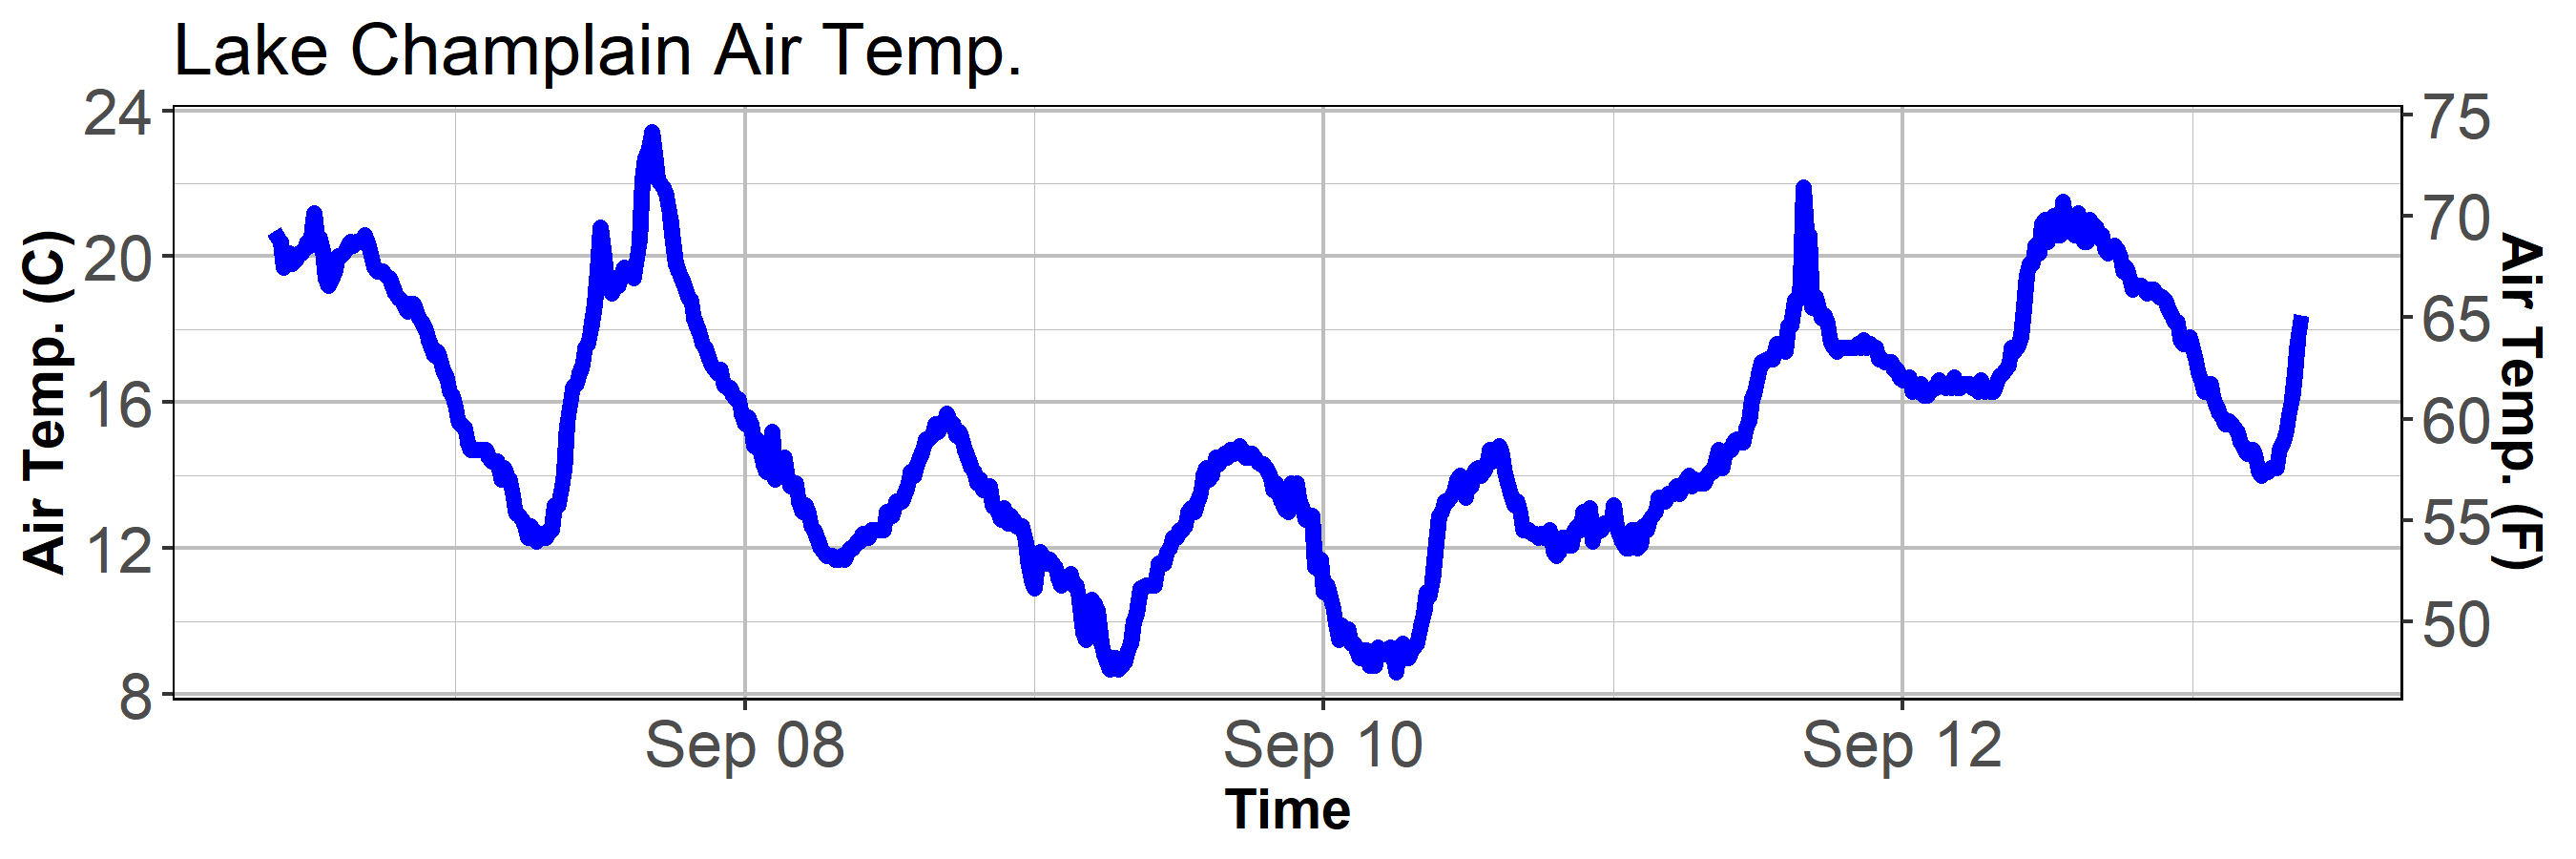 Lake Champlain Air Temp.
24
20
16
12
8
Air Temp. (C)
75
70
65
60
55
50
Air Temp. (F)
Sep 08 Sep 10 Sep 12
Time